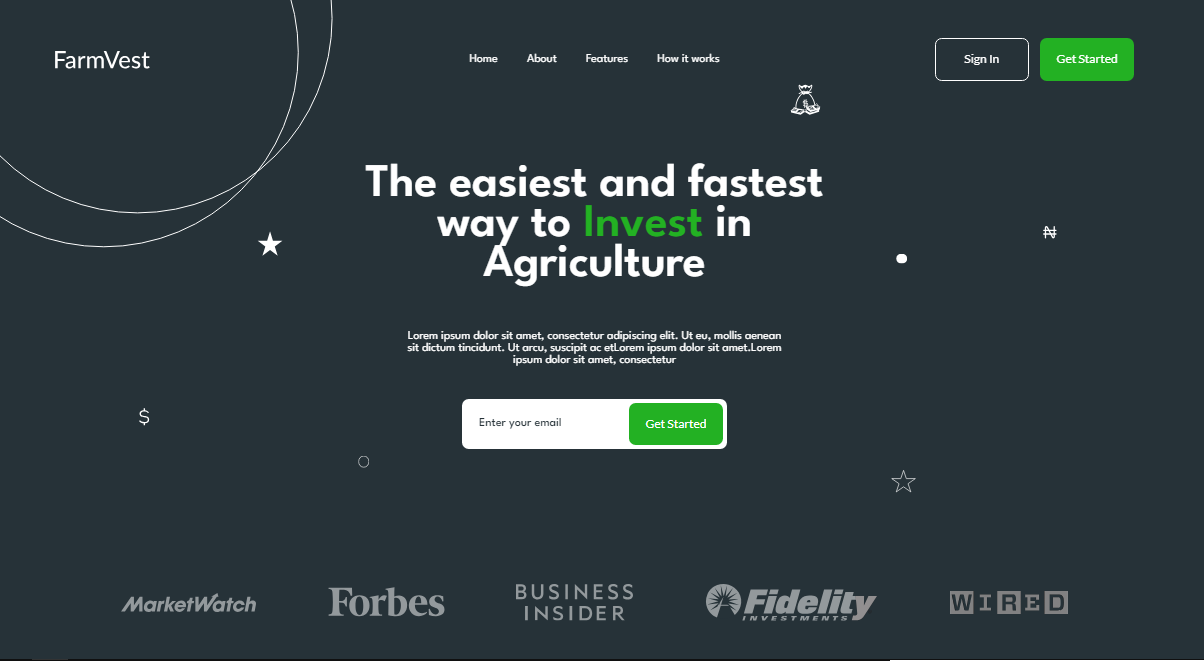 FarmVest
Home About Features How it works
Sign In
Get Started
The easiest and fastest
way to Invest in
Agriculture
Lorem ipsum dolor sit amet, consectetur adipiscing elit. Ut eu, mollis aenean
sit dictum tincidunt. Ut arcu, suscipit ac etLorem ipsum dolor sit amet.Lorem
ipsum dolor sit amet, consectetur
Enter your email
Get Started
$
₦
MarketWatch
Forbes
BUSINESS
INSIDER
Fidelity
INVESTMENTS
WIRED